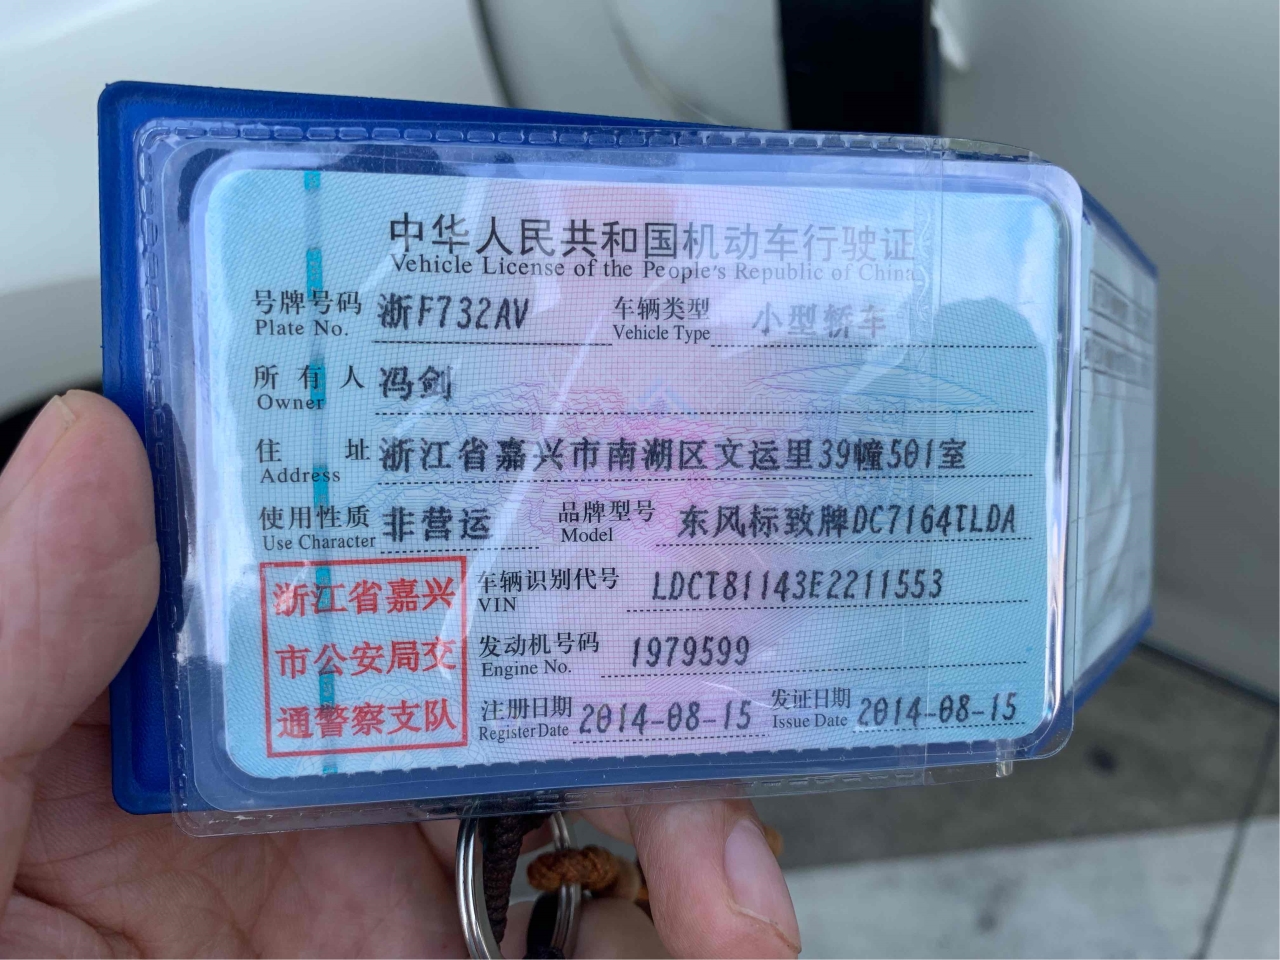 中华人民共和国机动车行驶证
Vehicle License of the People's Republic of China
号牌号码 浙F732AV 车辆类型 小型轿车
Plate No. Vehicle Type
所有人 冯剑
Owner
住址 浙江省嘉兴市南湖区文运里39幢501室
Address
使用性质 非营运 品牌型号 东风标致牌DC7164TLDA
Use Character Model
浙江省嘉兴
市公安局交
通警察支队
车辆识别代号 LDCT81143E2211553
VIN
发动机号码 1979599
Engine No.
注册日期 2014-08-15 发证日期 2014-08-15
Register Date Issue Date